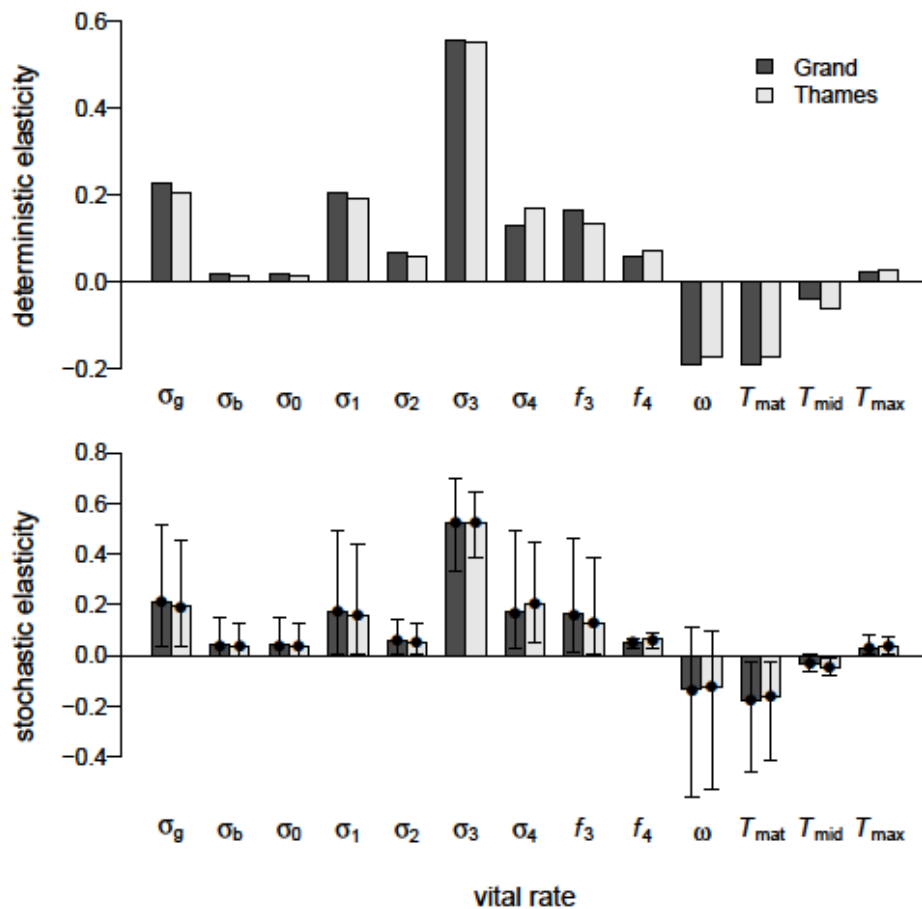 deterministic elasticity
0.6
0.4
0.2
0.0
−0.2
Grand
Thames
σg σb σ0 σ1 σ2 σ3 σ4 f3 f4 ω Tmat Tmid Tmax
stochastic elasticity
0.8
0.6
0.4
0.2
0.0
−0.2
−0.4
σg σb σ0 σ1 σ2 σ3 σ4 f3 f4 ω Tmat Tmid Tmax
vital rate